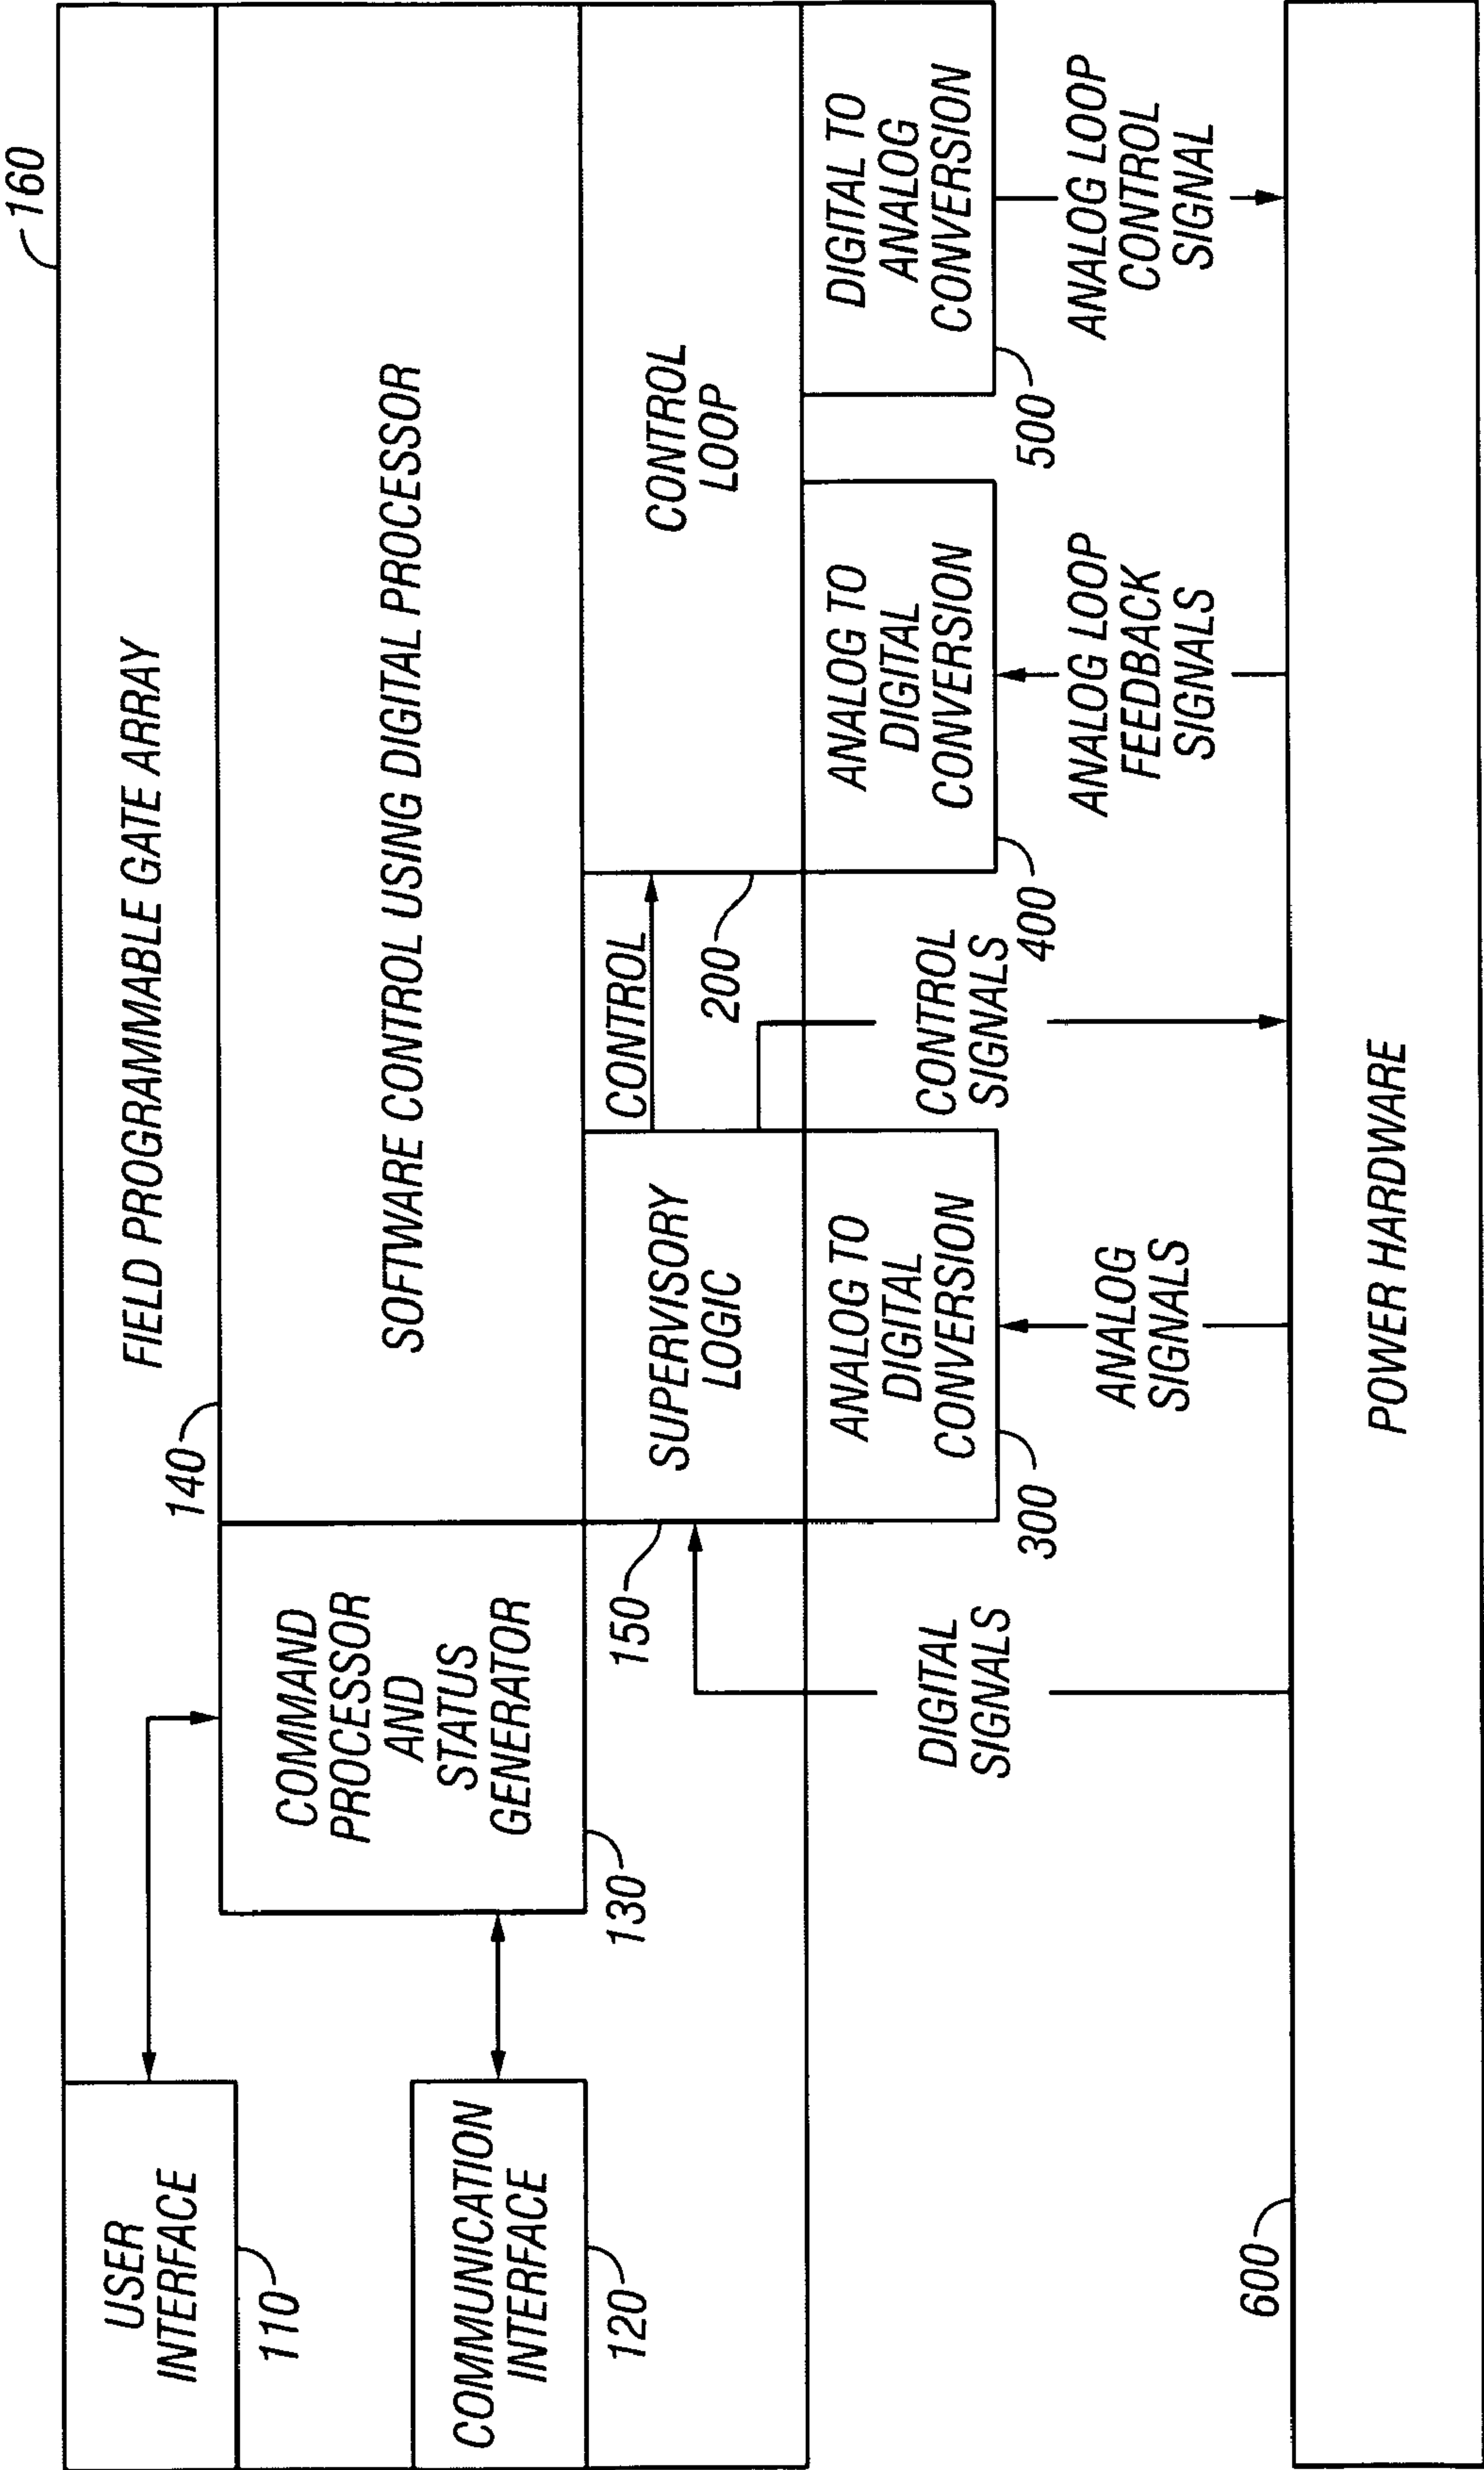 160
FIELD PROGRAMMABLE GATE ARRAY
140
USER
INTERFACE
110
COMMUNICATION
INTERFACE
120
COMMAND
PROCESSOR
AND
STATUS
GENERATOR
130
SOFTWARE CONTROL USING DIGITAL PROCESSOR
150
SUPERVISORY
LOGIC
CONTROL
200
CONTROL
LOOP
ANALOG TO
DIGITAL
CONVERSION
300
ANALOG TO
DIGITAL
CONVERSION
400
DIGITAL TO
ANALOG
CONVERSION
500
DIGITAL
SIGNALS
ANALOG
SIGNALS
CONTROL
SIGNALS
ANALOG LOOP
FEEDBACK
SIGNALS
ANALOG LOOP
CONTROL
SIGNAL
600
POWER HARDWARE